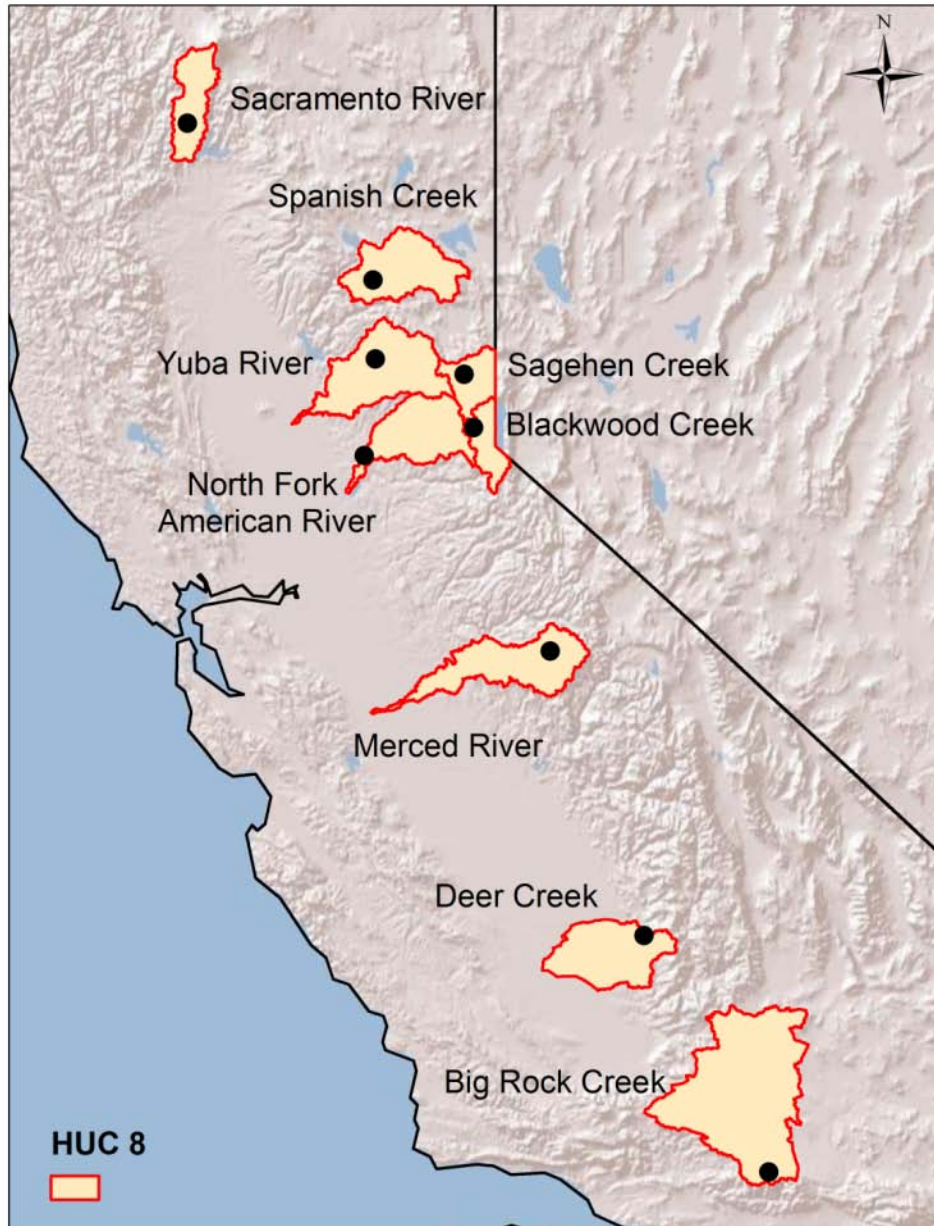 N
Sacramento River
Spanish Creek
Yuba River
Sagehen Creek
Blackwood Creek
North Fork
American River
Merced River
Deer Creek
Big Rock Creek
HUC 8